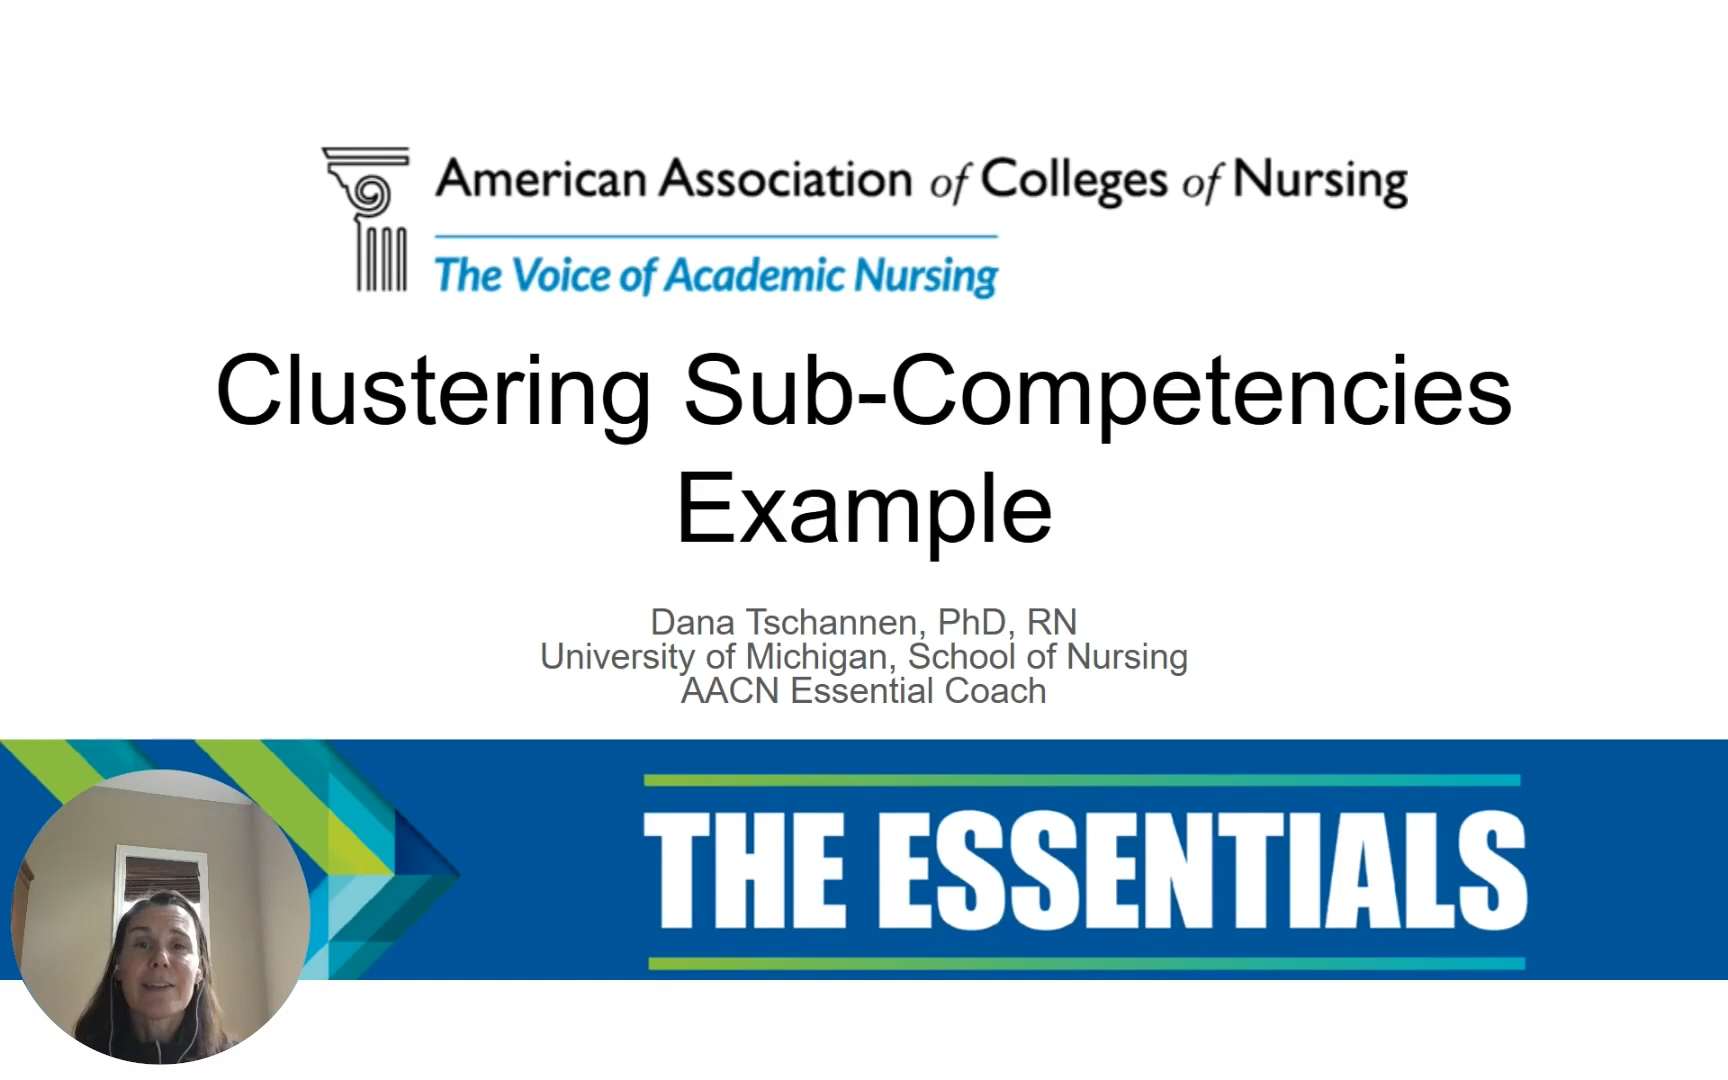 American Association of Colleges of Nursing
The Voice of Academic Nursing
Clustering Sub-Competencies
Example
Dana Tschannen, PhD, RN
University of Michigan, School of Nursing
AACN Essential Coach
THE ESSENTIALS